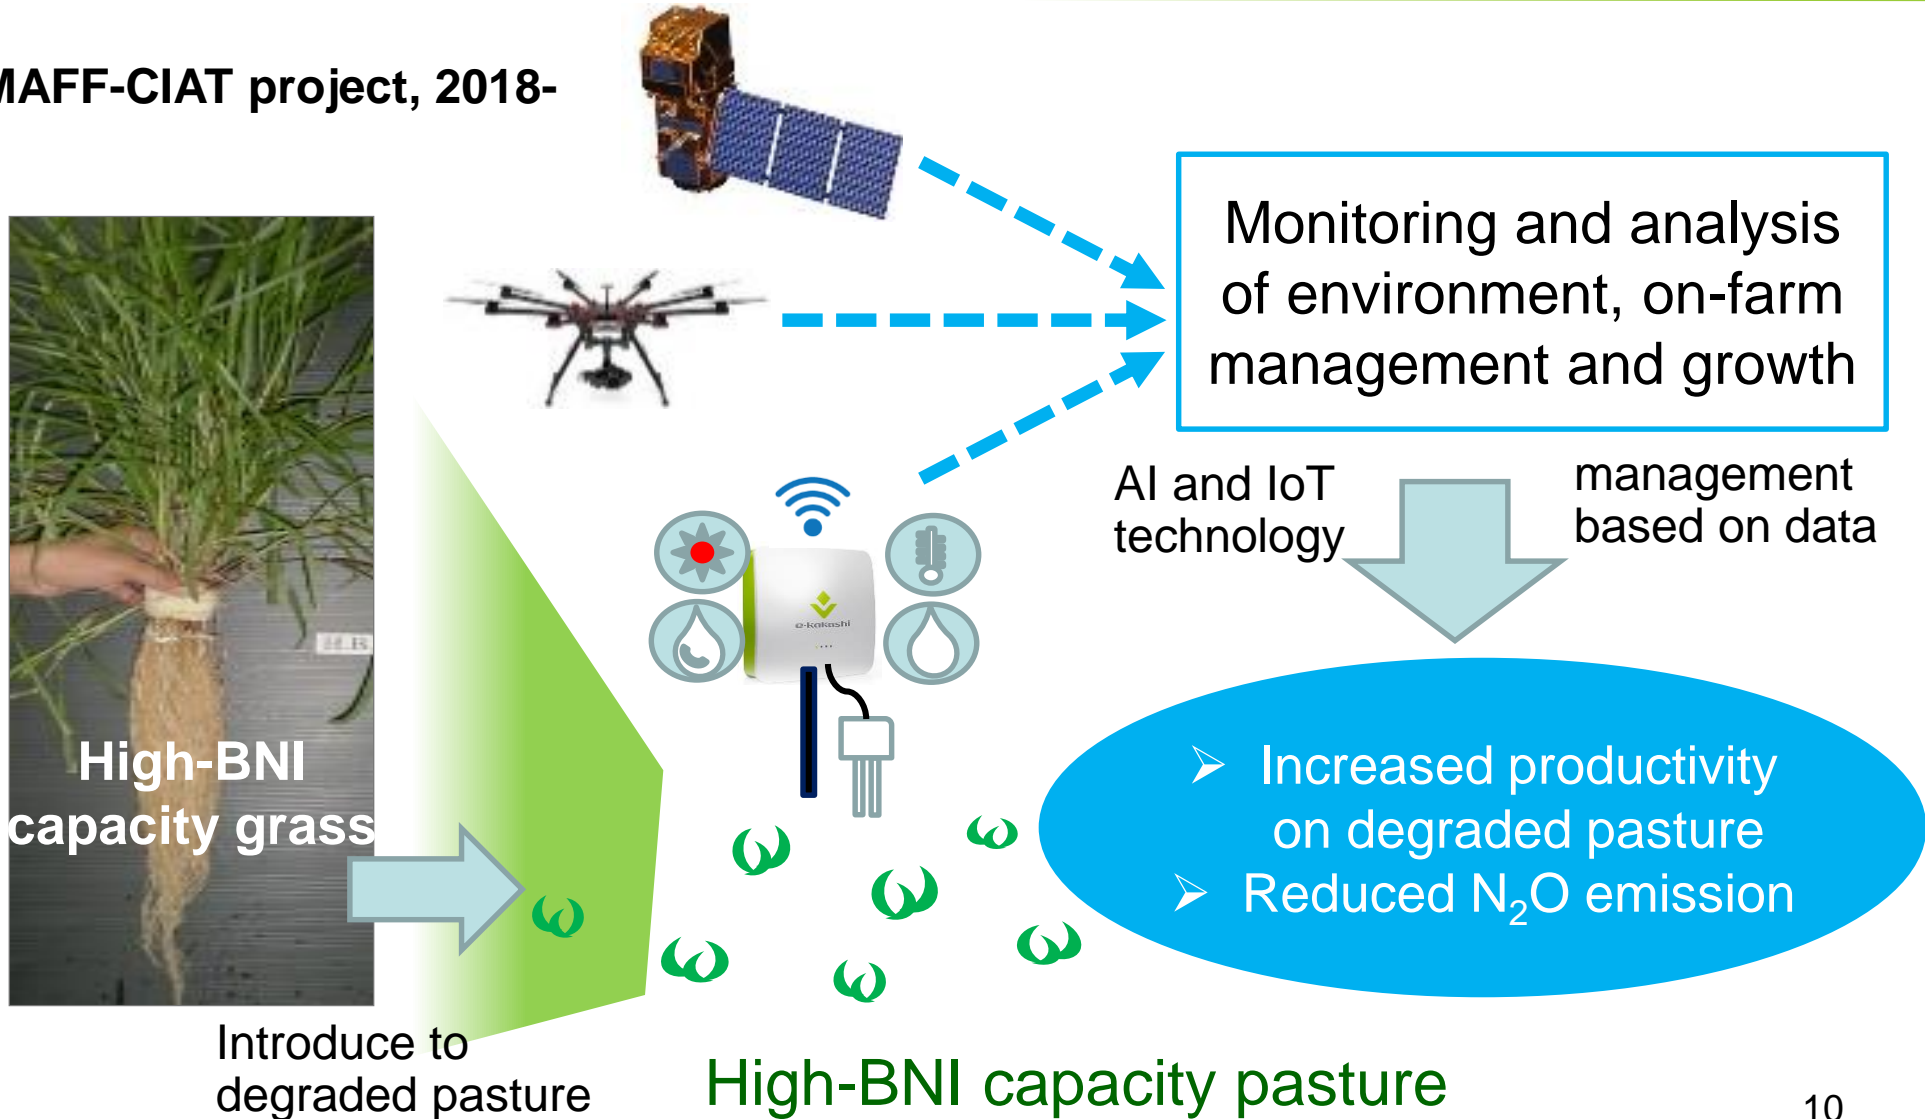 MAFF-CIAT project, 2018-
Monitoring and analysis
of environment, on-farm
management and growth
AI and IoT
technology
management
based on data
e-kakashi
H.B
High-BNI
capacity grass
➢ Increased productivity
on degraded pasture
➢ Reduced N₂O emission
Introduce to
degraded pasture
High-BNI capacity pasture
10